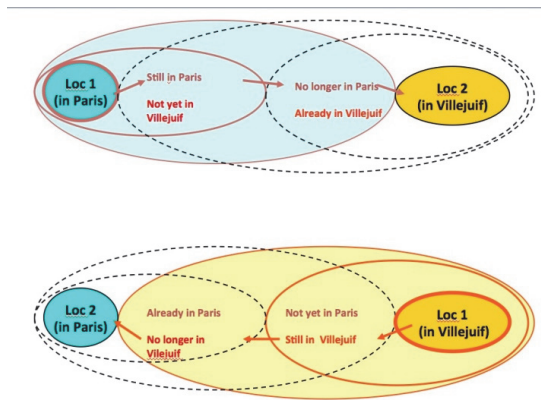 Loc 1
(in Paris)
Still in Paris
Not yet in
Villejuif
No longer in Paris
Already in Villejuif
Loc 2
(in Villejuif)
Loc 2
(in Paris)
Already in Paris
No longer in
Vilejuif
Not yet in Paris
Still in Villejuif
Loc 1
(in Villejuif)